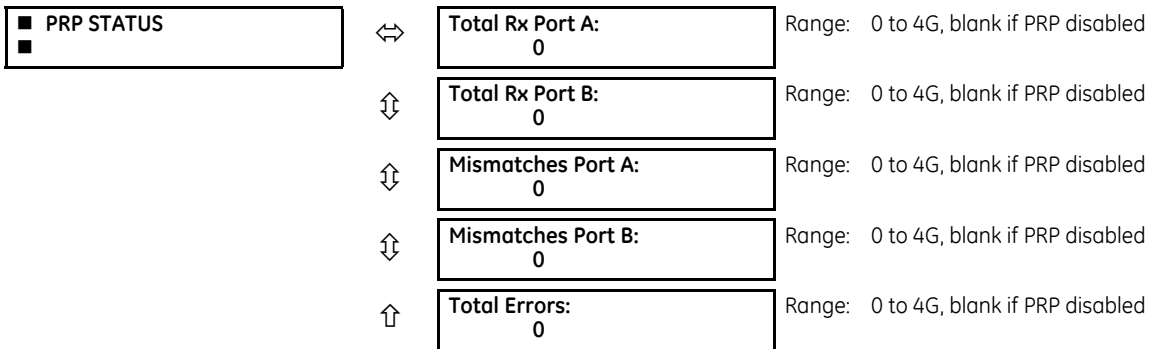 ■ PRP STATUS
■
Total Rx Port A:
0
Range: 0 to 4G, blank if PRP disabled
Total Rx Port B:
0
Range: 0 to 4G, blank if PRP disabled
Mismatches Port A:
0
Range: 0 to 4G, blank if PRP disabled
Mismatches Port B:
0
Range: 0 to 4G, blank if PRP disabled
Total Errors:
0
Range: 0 to 4G, blank if PRP disabled